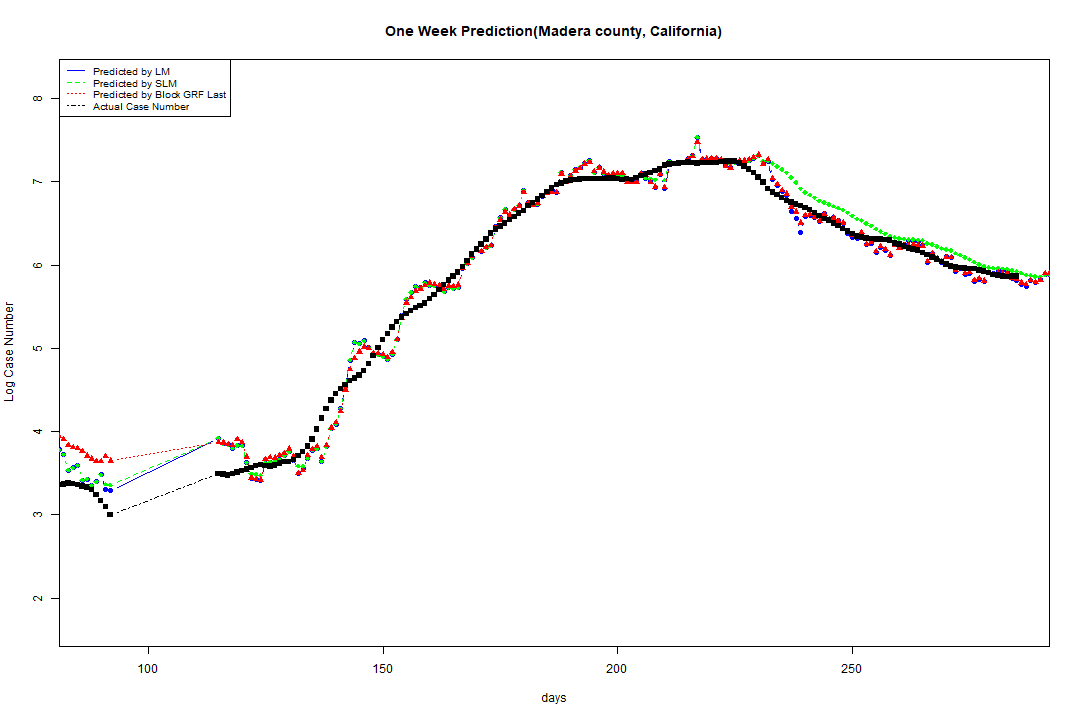 One Week Prediction(Madera county, California)
Predicted by LM
Predicted by SLM
Predicted by Block GRF Last
Actual Case Number
8
7
6
5
4
3
2
Log Case Number
100 150 200 250
days